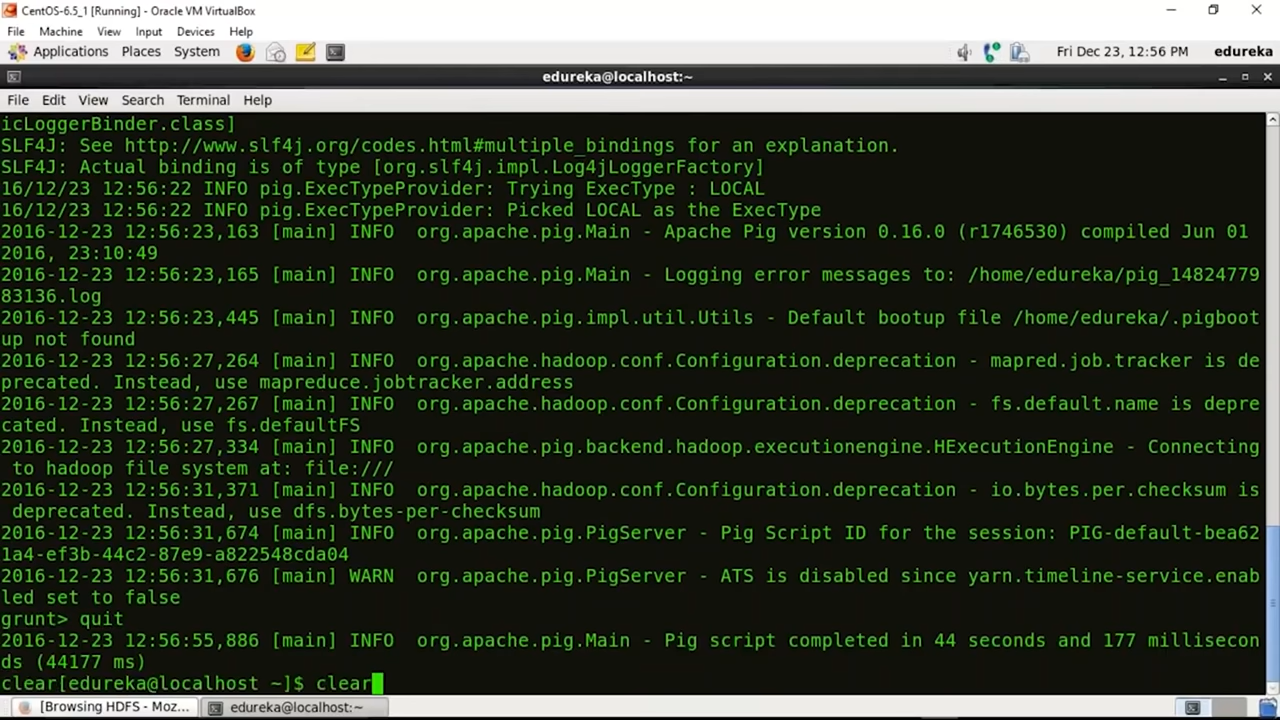 CentOS-6.5_1 [Running] - Oracle VM VirtualBox
File Machine View Input Devices Help
Applications Places System Fri Dec 23, 12:56 PM edureka
edureka@localhost:~
File Edit View Search Terminal Help
icLoggerBinder.class]
SLF4J: See http://www.slf4j.org/codes.html#multiple_bindings for an explanation.
SLF4J: Actual binding is of type [org.slf4j.impl.Log4jLoggerFactory]
16/12/23 12:56:22 INFO pig.ExecTypeProvider: Trying ExecType : LOCAL
16/12/23 12:56:22 INFO pig.ExecTypeProvider: Picked LOCAL as the ExecType
2016-12-23 12:56:23,163 [main] INFO  org.apache.pig.Main - Apache Pig version 0.16.0 (r1746530) compiled Jun 01
2016, 23:10:49
2016-12-23 12:56:23,165 [main] INFO  org.apache.pig.Main - Logging error messages to: /home/edureka/pig_14824779
83136.log
2016-12-23 12:56:23,445 [main] INFO  org.apache.pig.impl.util.Utils - Default bootup file /home/edureka/.pigboot
up not found
2016-12-23 12:56:27,264 [main] INFO  org.apache.hadoop.conf.Configuration.deprecation - mapred.job.tracker is de
precated. Instead, use mapreduce.jobtracker.address
2016-12-23 12:56:27,267 [main] INFO  org.apache.hadoop.conf.Configuration.deprecation - fs.default.name is depre
cated. Instead, use fs.defaultFS
2016-12-23 12:56:27,334 [main] INFO  org.apache.pig.backend.hadoop.executionengine.HExecutionEngine - Connecting
 to hadoop file system at: file:///
2016-12-23 12:56:31,371 [main] INFO  org.apache.hadoop.conf.Configuration.deprecation - io.bytes.per.checksum is
 deprecated. Instead, use dfs.bytes-per-checksum
2016-12-23 12:56:31,674 [main] INFO  org.apache.pig.PigServer - Pig Script ID for the session: PIG-default-bea62
1a4-ef3b-44c2-87e9-a822548cda04
2016-12-23 12:56:31,676 [main] WARN  org.apache.pig.PigServer - ATS is disabled since yarn.timeline-service.enab
led set to false
grunt> quit
2016-12-23 12:56:55,886 [main] INFO  org.apache.pig.Main - Pig script completed in 44 seconds and 177 millisecon
ds (44177 ms)
clear[edureka@localhost ~]$ clear
[Browsing HDFS - Moz... edureka@localhost:~